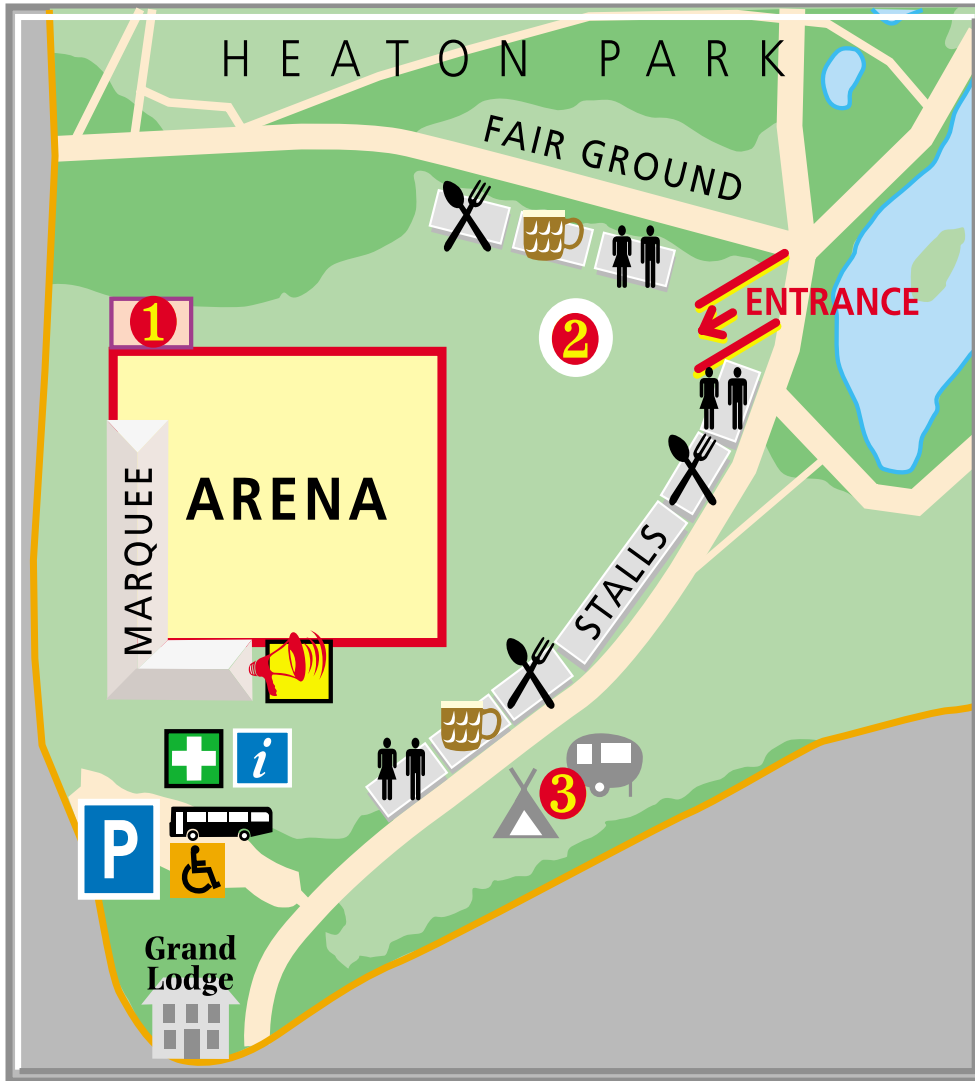 HEATON PARK
FAIR GROUND
ENTRANCE
1
2
ARENA
MARQUEE
STALLS
i
3
P
Grand
Lodge